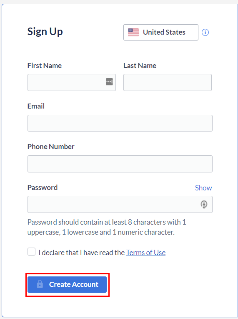 Sign Up
United States
First Name
Last Name
Email
Phone Number
Password
Show
Password should contain at least 8 characters with 1
uppercase, 1 lowercase and 1 numeric character.
I declare that I have read the Terms of Use
Create Account